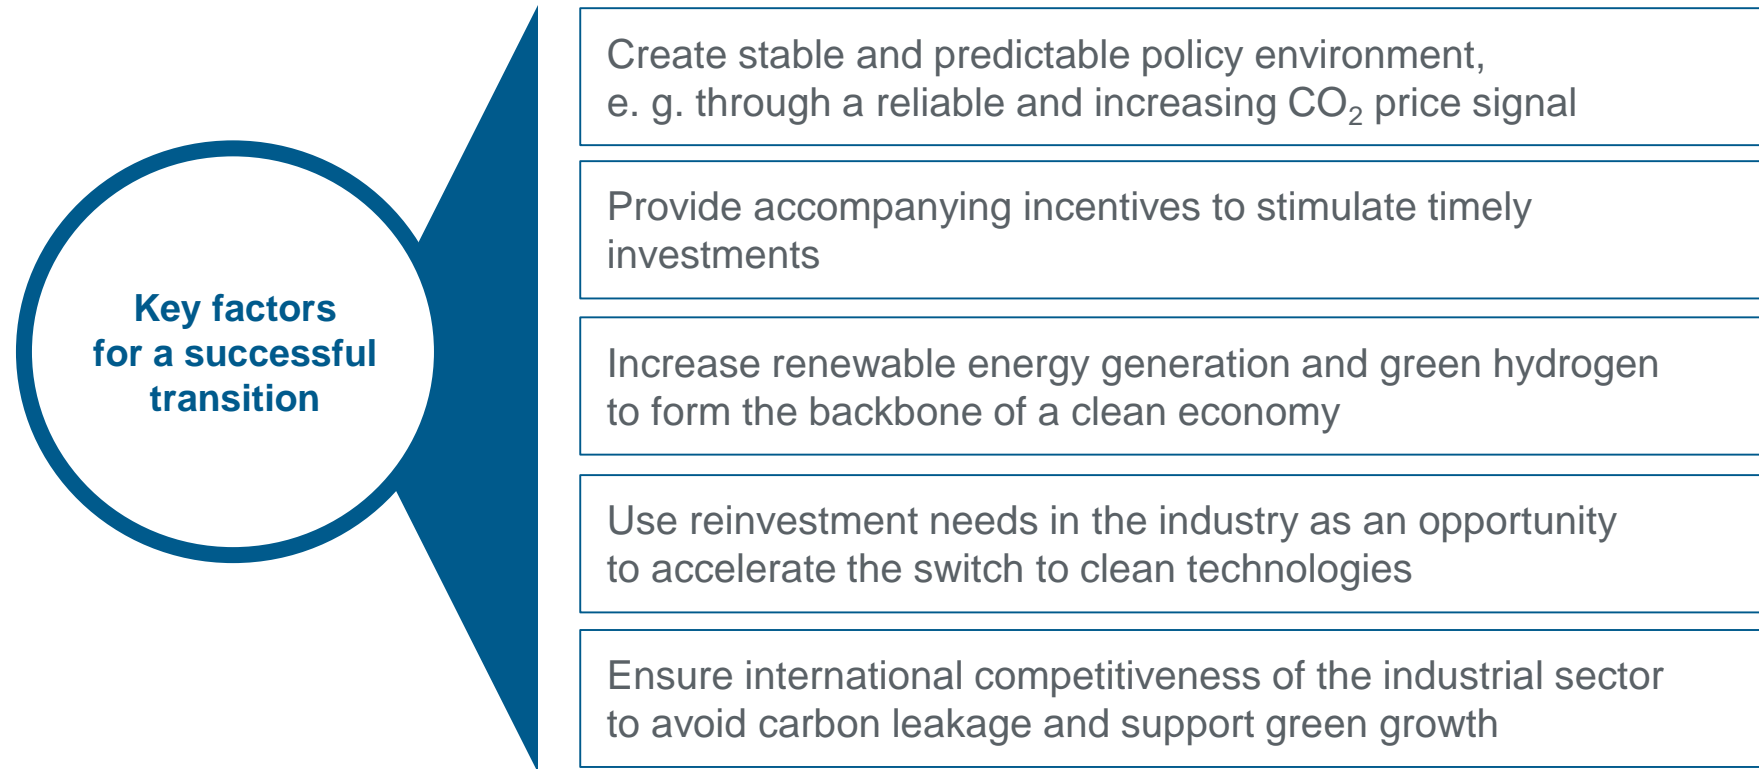 Key factors
for a successful
transition
Create stable and predictable policy environment,
e. g. through a reliable and increasing CO₂ price signal
Provide accompanying incentives to stimulate timely
investments
Increase renewable energy generation and green hydrogen
to form the backbone of a clean economy
Use reinvestment needs in the industry as an opportunity
to accelerate the switch to clean technologies
Ensure international competitiveness of the industrial sector
to avoid carbon leakage and support green growth